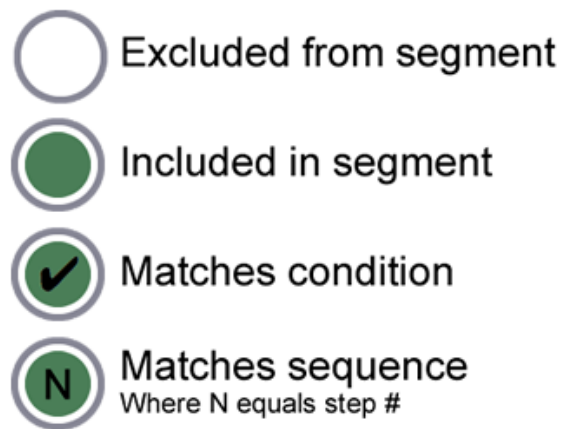 Excluded from segment
Included in segment
✔ Matches condition
N Matches sequence
Where N equals step #